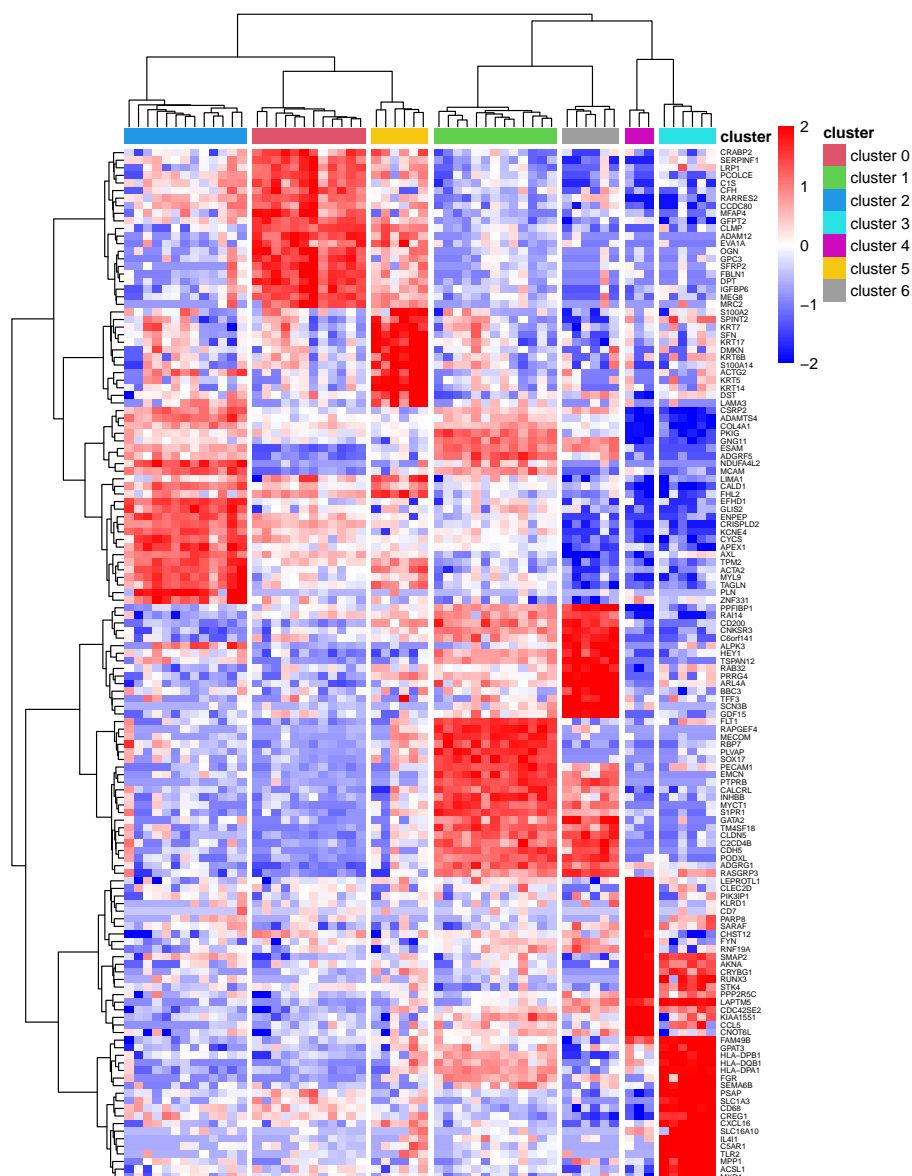 cluster
2
1
0
−1
−2
cluster
cluster 0
cluster 1
cluster 2
cluster 3
cluster 4
cluster 5
cluster 6
CRABP2
SERPINF1
LRP1
PCOLCE
C1S
CFH
RARRES2
CCDC80
MFAP4
GFPT2
CLMP
ADAM12
EVA1A
OGN
GPC3
SFRP2
FBLN1
DPT
IGFBP6
MEG8
MRC2
S100A2
SPINT2
KRT7
SFN
KRT17
DMKN
KRT6B
S100A14
ACTG2
KRT5
KRT14
DST
LAMA3
CSRP2
ADAMTS4
COL4A1
PKIG
GNG11
ESAM
ADGRF5
NDUFA4L2
MCAM
LIMA1
CALD1
FHL2
EFHD1
GLIS2
ENPEP
CRISPLD2
KCNE4
CYCS
APEX1
AXL
TPM2
ACTA2
MYL9
TAGLN
PLN
ZNF331
PPFIBP1
RAI14
CD200
CNKSR3
C6orf141
ALPK3
HEY1
TSPAN12
RAB32
PRRG4
ARL4A
BBC3
TFF3
SCN3B
GDF15
FLT1
RAPGEF4
MECOM
RBP7
PLVAP
SOX17
PECAM1
EMCN
PTPRB
CALCRL
INHBB
MYCT1
S1PR1
GATA2
TM4SF18
CLDN5
C2CD4B
CDH5
PODXL
ADGRG1
RASGRP3
LEPROTL1
CLEC2D
PIK3IP1
KLRD1
CD7
PARP8
SARAF
CHST12
FYN
RNF19A
SMAP2
AKNA
CRYBG1
RUNX3
STK4
PPP2R5C
LAPTM5
CDC42SE2
KIAA1551
CCL5
CNOT6L
FAM49B
GPAT3
HLA−DPB1
HLA−DQB1
HLA−DPA1
FGR
SEMA6B
PSAP
SLC1A3
CD68
CREG1
CXCL16
SLC16A10
IL4I1
C5AR1
TLR2
MPP1
ACSL1